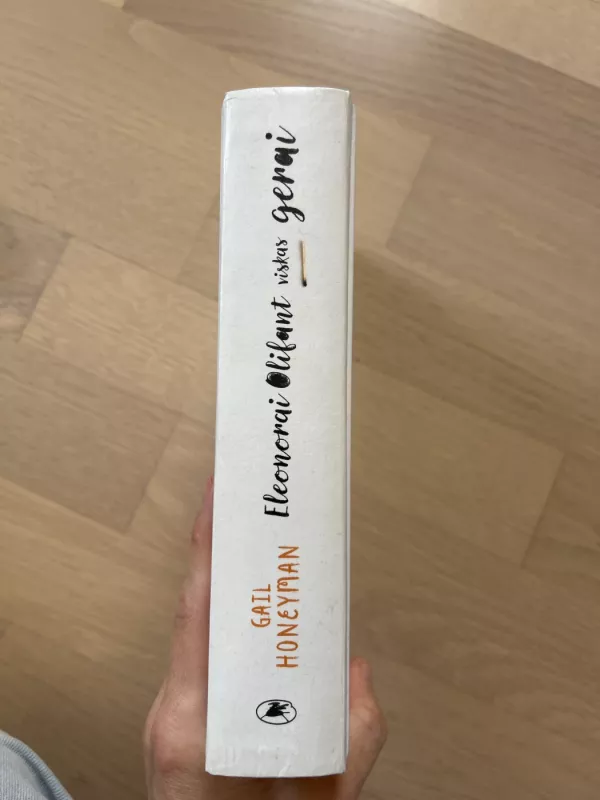 GAIL
HONEYMAN
Eleonorai Olifant viskas gerai